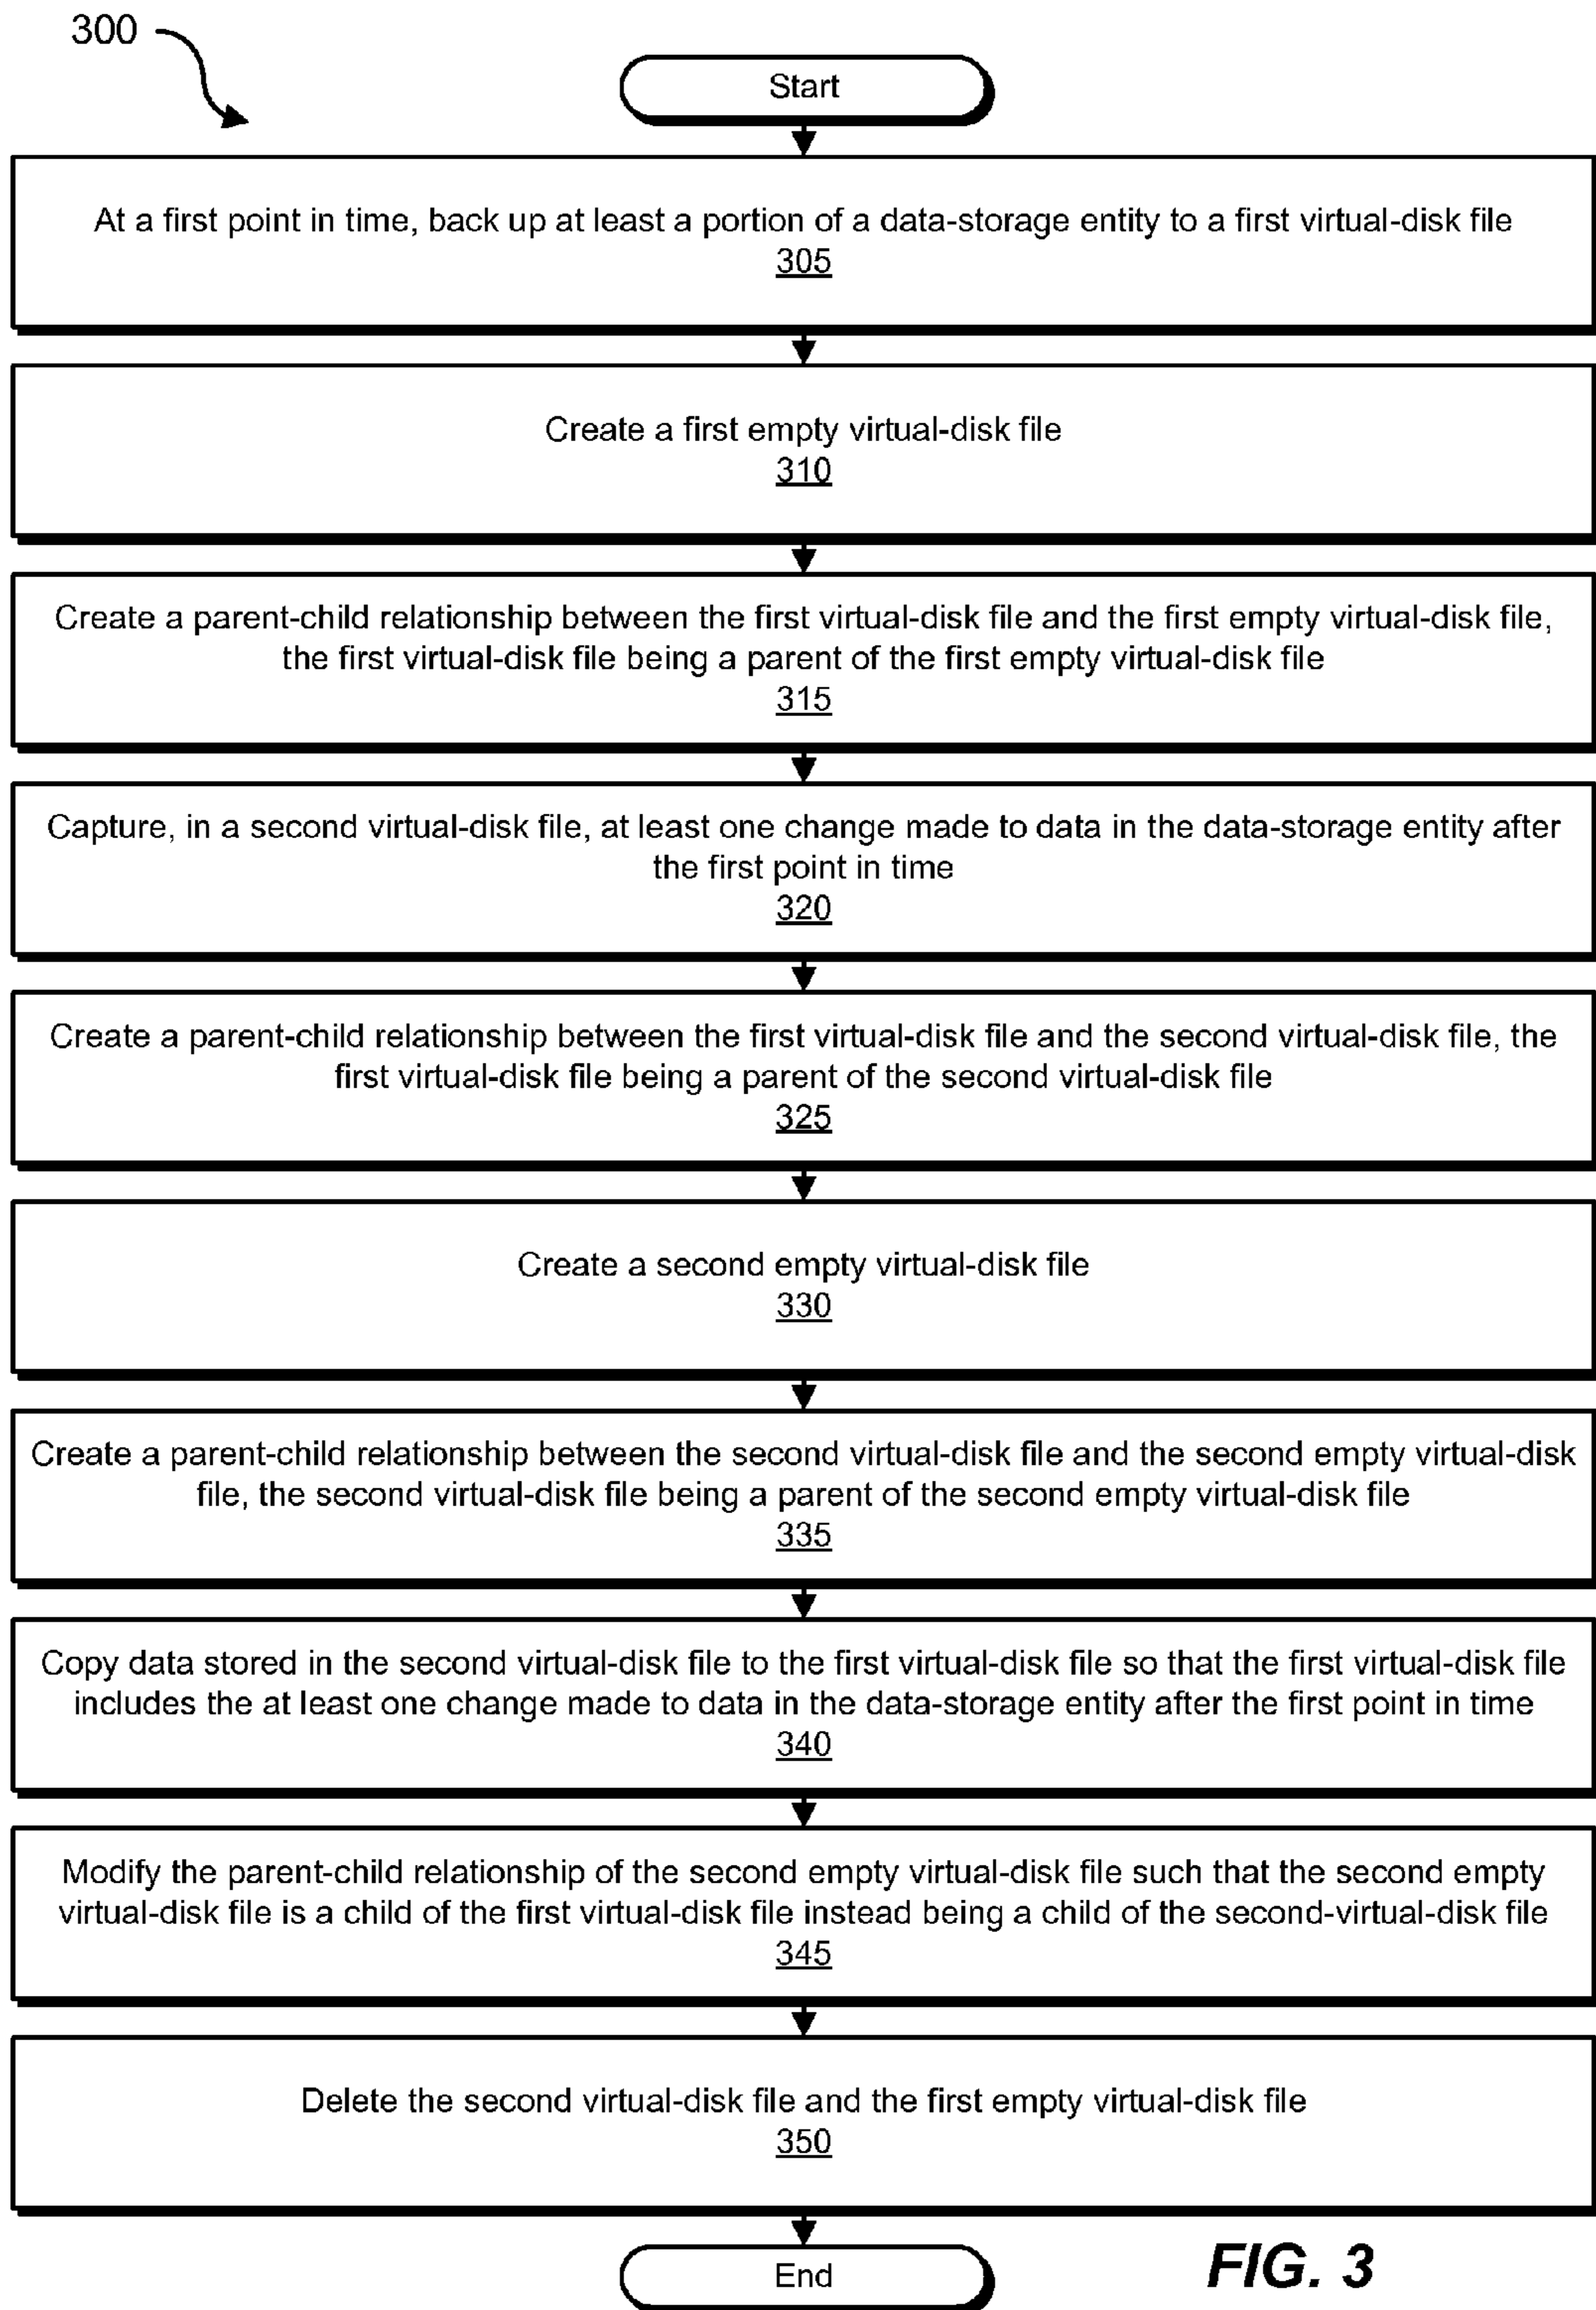 300
Start
At a first point in time, back up at least a portion of a data-storage entity to a first virtual-disk file
305
Create a first empty virtual-disk file
310
Create a parent-child relationship between the first virtual-disk file and the first empty virtual-disk file,
the first virtual-disk file being a parent of the first empty virtual-disk file
315
Capture, in a second virtual-disk file, at least one change made to data in the data-storage entity after
the first point in time
320
Create a parent-child relationship between the first virtual-disk file and the second virtual-disk file, the
first virtual-disk file being a parent of the second virtual-disk file
325
Create a second empty virtual-disk file
330
Create a parent-child relationship between the second virtual-disk file and the second empty virtual-disk
file, the second virtual-disk file being a parent of the second empty virtual-disk file
335
Copy data stored in the second virtual-disk file to the first virtual-disk file so that the first virtual-disk file
includes the at least one change made to data in the data-storage entity after the first point in time
340
Modify the parent-child relationship of the second empty virtual-disk file such that the second empty
virtual-disk file is a child of the first virtual-disk file instead being a child of the second-virtual-disk file
345
Delete the second virtual-disk file and the first empty virtual-disk file
350
End
FIG. 3